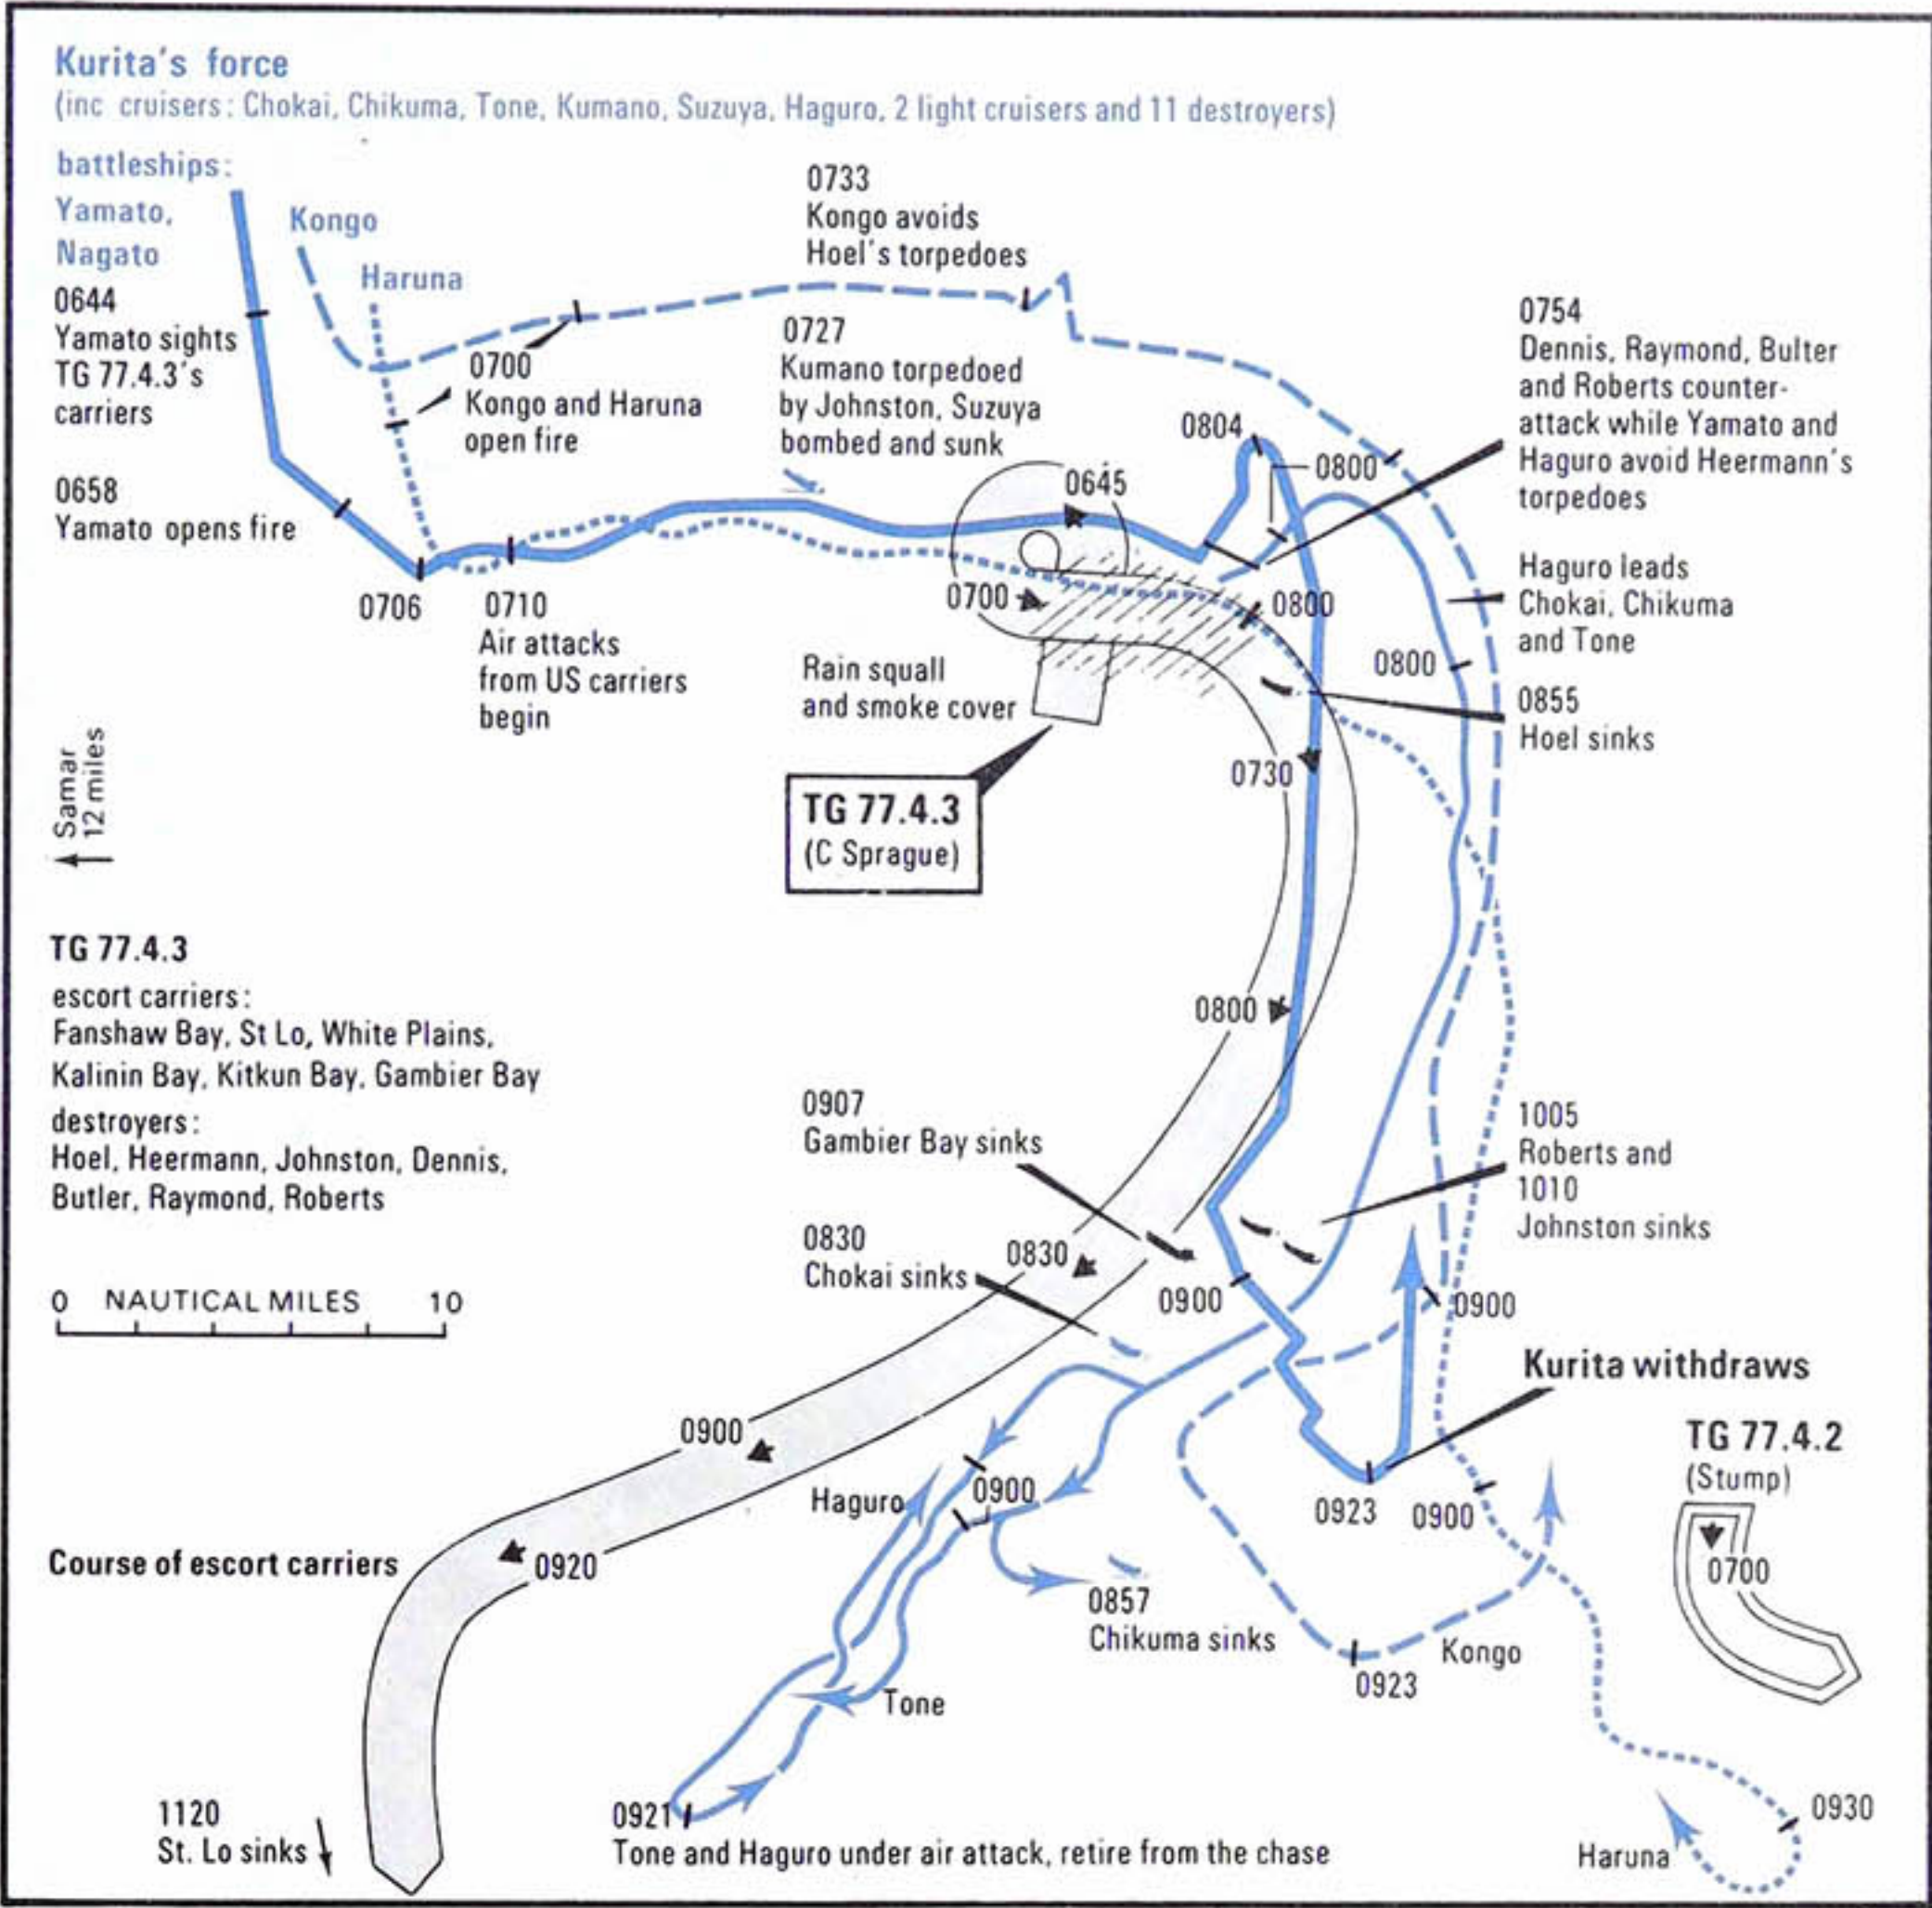 Kurita's force
(inc cruisers: Chokai, Chikuma, Tone, Kumano, Suzuya, Haguro, 2 light cruisers and 11 destroyers)
battleships:
Yamato,
Nagato
Kongo
Haruna
0644
Yamato sights
TG 77.4.3's
carriers
0658
Yamato opens fire
0700
Kongo and Haruna
open fire
0706
0710
Air attacks
from US carriers
begin
0733
Kongo avoids
Hoel's torpedoes
0727
Kumano torpedoed
by Johnston, Suzuya
bombed and sunk
0645
0700
0804
0800
0800
0800
0754
Dennis, Raymond, Bulter
and Roberts counter-
attack while Yamato and
Haguro avoid Heermann's
torpedoes
Haguro leads
Chokai, Chikuma
and Tone
0855
Hoel sinks
Rain squall
and smoke cover
TG 77.4.3
(C Sprague)
0730
0800
Samar
12 miles
TG 77.4.3
escort carriers:
Fanshaw Bay, St Lo, White Plains,
Kalinin Bay, Kitkun Bay, Gambier Bay
destroyers:
Hoel, Heermann, Johnston, Dennis,
Butler, Raymond, Roberts
0 NAUTICAL MILES 10
0907
Gambier Bay sinks
0830
Chokai sinks
0830
0900
0900
1005
Roberts and
1010
Johnston sinks
Kurita withdraws
TG 77.4.2
(Stump)
0700
0900
0920
Course of escort carriers
Haguro
0900
0923
0900
0857
Chikuma sinks
Kongo
0923
Tone
1120
St. Lo sinks
0921
Tone and Haguro under air attack, retire from the chase
Haruna
0930